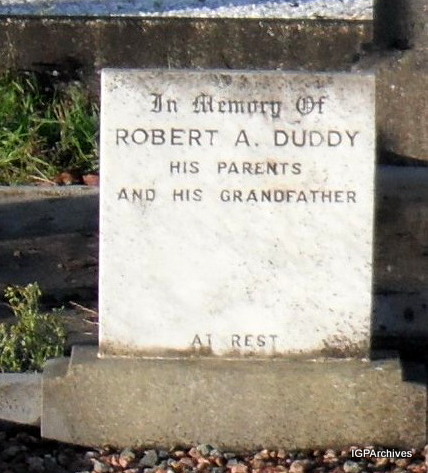 In Memory Of
ROBERT A. DUDDY
HIS PARENTS
AND HIS GRANDFATHER
AT REST
IGPArchives